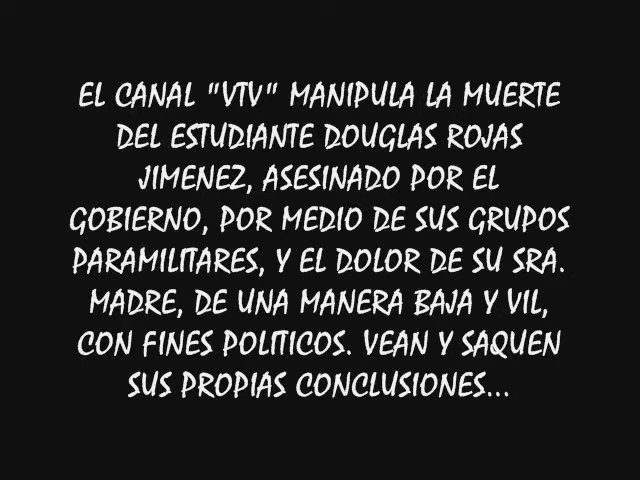 EL CANAL "VTV" MANIPULA LA MUERTE
DEL ESTUDIANTE DOUGLAS ROJAS
JIMENEZ, ASESINADO POR EL
GOBIERNO, POR MEDIO DE SUS GRUPOS
PARAMILITARES, Y EL DOLOR DE SU SRA.
MADRE, DE UNA MANERA BAJA Y VIL,
CON FINES POLITICOS. VEAN Y SAQUEN
SUS PROPIAS CONCLUSIONES...